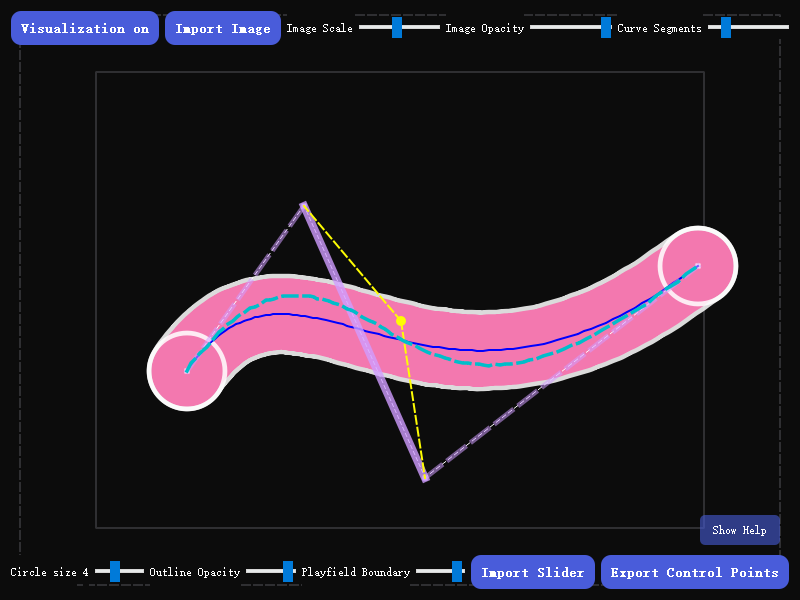 Visualization on
Import Image
Image Scale
Image Opacity
Curve Segments
Show Help
Circle size 4
Outline Opacity
Playfield Boundary
Import Slider
Export Control Points